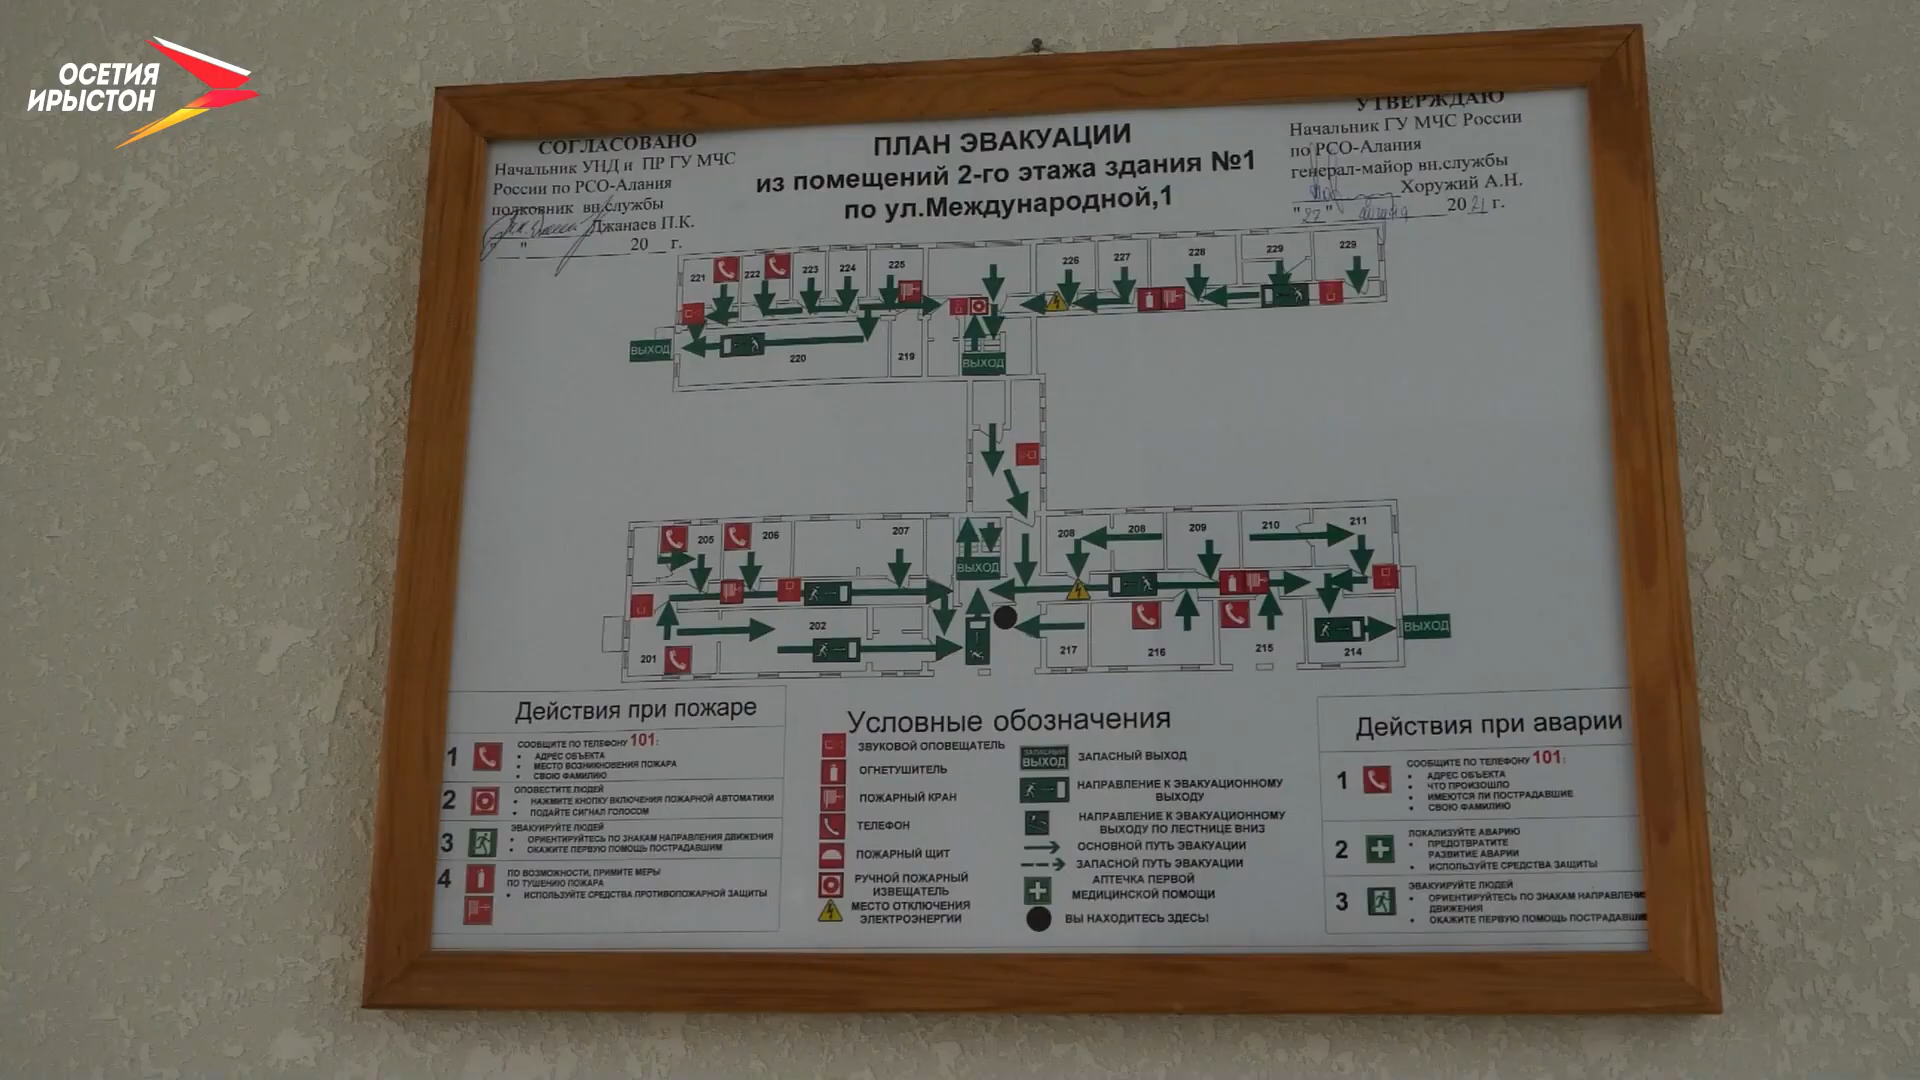 ОСЕТИЯ
ИРЫСТОН
СОГЛАСОВАНО
Начальник УНД и ПР ГУ МЧС
России по РСО-Алания
полковник вн.службы
Джанаев П.К.
" " 20 г.
ПЛАН ЭВАКУАЦИИ
из помещений 2-го этажа здания №1
по ул.Международной,1
УТВЕРЖДАЮ
Начальник ГУ МЧС России
по РСО-Алания
генерал-майор вн.службы
Хоружий А.Н.
2021 г.
221 222 223 224 225 226 227 228 229 229
ВЫХОД 220 219 ВЫХОД
205 206 207 208 208 209 210 211
ВЫХОД
202 ВЫХОД
201 217 216 215 214
Действия при пожаре
1 СООБЩИТЕ ПО ТЕЛЕФОНУ 101:
• АДРЕС ОБЪЕКТА
• МЕСТО ВОЗНИКНОВЕНИЯ ПОЖАРА
• СВОЮ ФАМИЛИЮ
2 ОПОВЕСТИТЕ ЛЮДЕЙ
• НАЖМИТЕ КНОПКУ ВКЛЮЧЕНИЯ ПОЖАРНОЙ АВТОМАТИКИ
• ПОДАЙТЕ СИГНАЛ ГОЛОСОМ
3 ЭВАКУИРУЙТЕ ЛЮДЕЙ
• ОРИЕНТИРУЙТЕСЬ ПО ЗНАКАМ НАПРАВЛЕНИЯ ДВИЖЕНИЯ
• ОКАЖИТЕ ПЕРВУЮ ПОМОЩЬ ПОСТРАДАВШИМ
4 ПО ВОЗМОЖНОСТИ, ПРИМИТЕ МЕРЫ
ПО ТУШЕНИЮ ПОЖАРА
• ИСПОЛЬЗУЙТЕ СРЕДСТВА ПРОТИВОПОЖАРНОЙ ЗАЩИТЫ
Условные обозначения
ЗВУКОВОЙ ОПОВЕЩАТЕЛЬ
ОГНЕТУШИТЕЛЬ
ПОЖАРНЫЙ КРАН
ТЕЛЕФОН
ПОЖАРНЫЙ ЩИТ
РУЧНОЙ ПОЖАРНЫЙ
ИЗВЕЩАТЕЛЬ
МЕСТО ОТКЛЮЧЕНИЯ
ЭЛЕКТРОЭНЕРГИИ
ЗАПАСНЫЙ
ВЫХОД
ЗАПАСНЫЙ ВЫХОД
НАПРАВЛЕНИЕ К ЭВАКУАЦИОННОМУ
ВЫХОДУ
НАПРАВЛЕНИЕ К ЭВАКУАЦИОННОМУ
ВЫХОДУ ПО ЛЕСТНИЦЕ ВНИЗ
ОСНОВНОЙ ПУТЬ ЭВАКУАЦИИ
ЗАПАСНОЙ ПУТЬ ЭВАКУАЦИИ
АПТЕЧКА ПЕРВОЙ
МЕДИЦИНСКОЙ ПОМОЩИ
ВЫ НАХОДИТЕСЬ ЗДЕСЬ!
Действия при аварии
1 СООБЩИТЕ ПО ТЕЛЕФОНУ 101:
• АДРЕС ОБЪЕКТА
• ЧТО ПРОИЗОШЛО
• ИМЕЮТСЯ ЛИ ПОСТРАДАВШИЕ
• СВОЮ ФАМИЛИЮ
2 ЛОКАЛИЗУЙТЕ АВАРИЮ
• ПРЕДОТВРАТИТЕ
РАЗВИТИЕ АВАРИИ
• ИСПОЛЬЗУЙТЕ СРЕДСТВА ЗАЩИТЫ
3 ЭВАКУИРУЙТЕ ЛЮДЕЙ
• ОРИЕНТИРУЙТЕСЬ ПО ЗНАКАМ НАПРАВЛЕНИЯ
ДВИЖЕНИЯ
• ОКАЖИТЕ ПЕРВУЮ ПОМОЩЬ ПОСТРАДАВШИМ